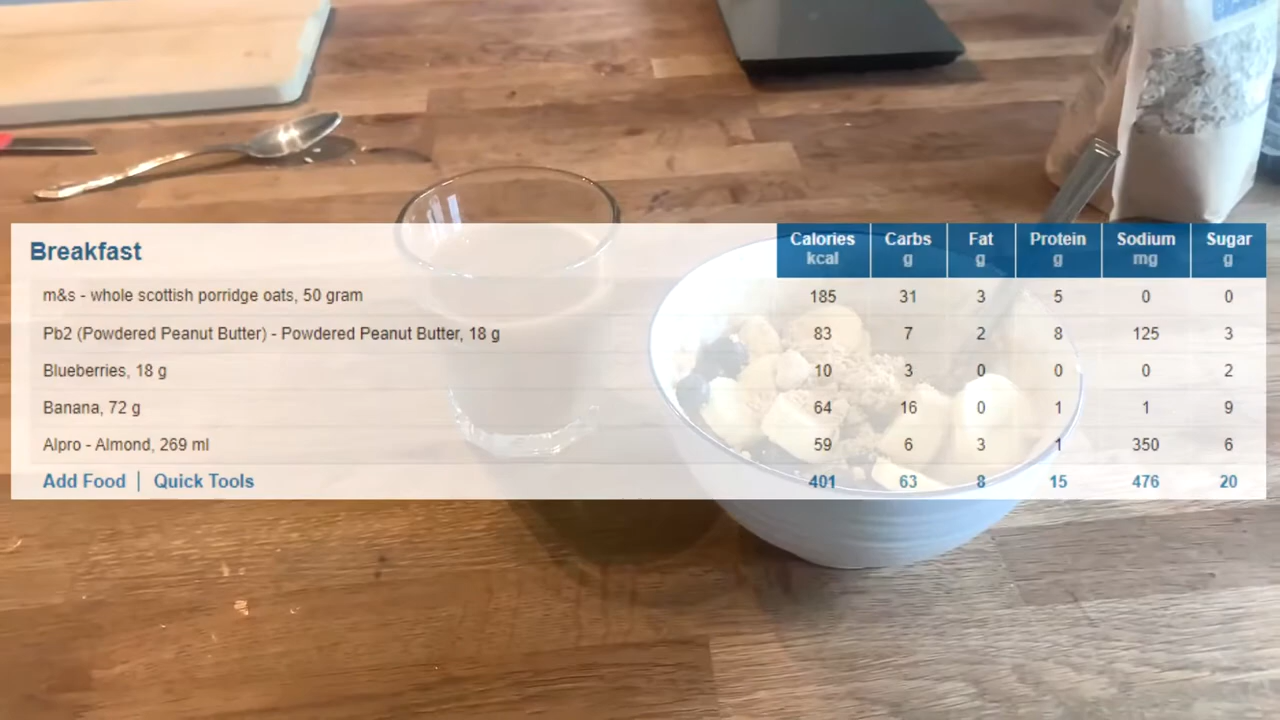 Breakfast Calories kcal Carbs g Fat g Protein g Sodium mg Sugar g
m&s - whole scottish porridge oats, 50 gram 185 31 3 5 0 0
Pb2 (Powdered Peanut Butter) - Powdered Peanut Butter, 18 g 83 7 2 8 125 3
Blueberries, 18 g 10 3 0 0 0 2
Banana, 72 g 64 16 0 1 1 9
Alpro - Almond, 269 ml 59 6 3 1 350 6
Add Food | Quick Tools 401 63 8 15 476 20